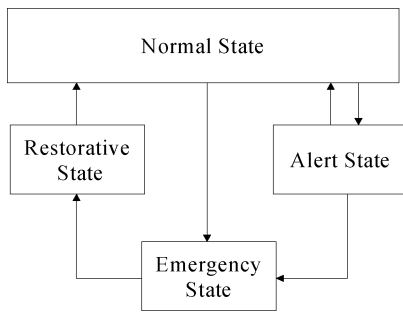 Normal State
Restorative
State
Alert State
Emergency
State